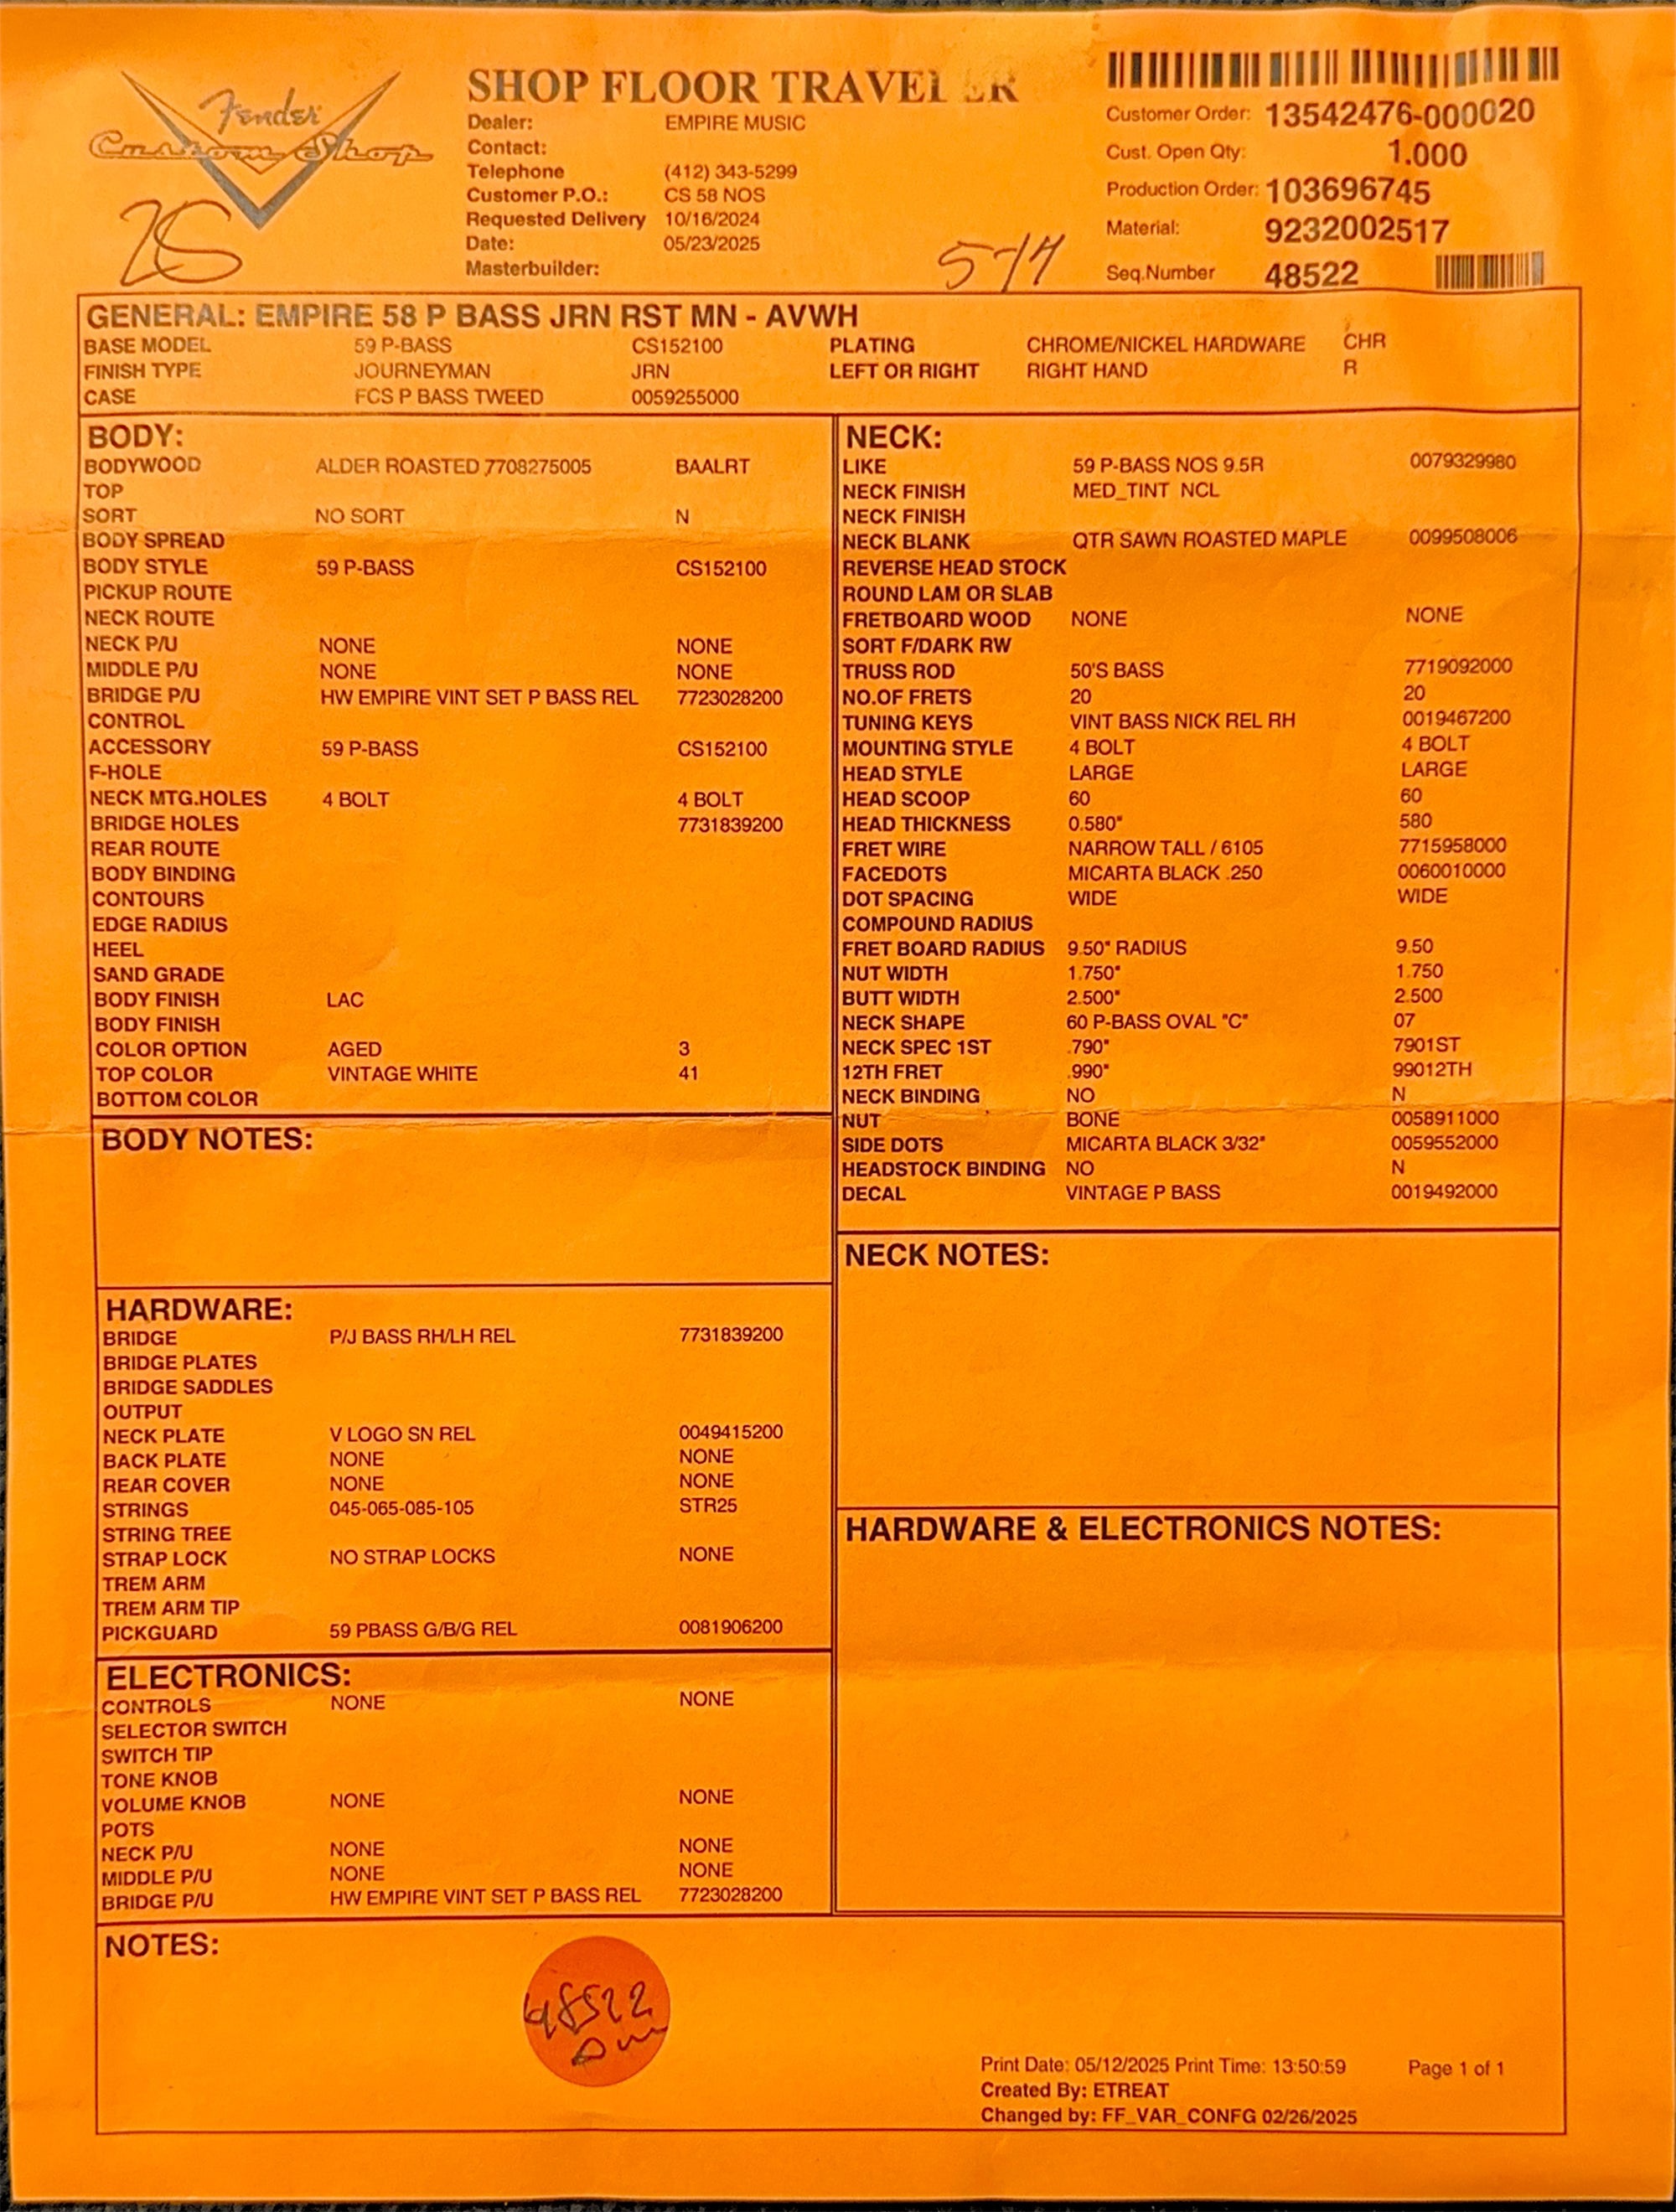 Fender
Custom Shop
SHOP FLOOR TRAVELER
Dealer: EMPIRE MUSIC
Contact:
Telephone (412) 343-5299
Customer P.O.: CS 58 NOS
Requested Delivery 10/16/2024
Date: 05/23/2025
Masterbuilder:
Customer Order: 13542476-000020
Cust. Open Qty: 1.000
Production Order: 103696745
Material: 9232002517
Seq.Number 48522
GENERAL: EMPIRE 58 P BASS JRN RST MN - AVWH
BASE MODEL 59 P-BASS CS152100 PLATING CHROME/NICKEL HARDWARE CHR
FINISH TYPE JOURNEYMAN JRN LEFT OR RIGHT RIGHT HAND R
CASE FCS P BASS TWEED 0059255000
BODY:
BODYWOOD ALDER ROASTED 7708275005 BAALRT
TOP
SORT NO SORT N
BODY SPREAD
BODY STYLE 59 P-BASS CS152100
PICKUP ROUTE
NECK ROUTE
NECK P/U NONE NONE
MIDDLE P/U NONE NONE
BRIDGE P/U HW EMPIRE VINT SET P BASS REL 7723028200
CONTROL
ACCESSORY 59 P-BASS CS152100
F-HOLE
NECK MTG.HOLES 4 BOLT 4 BOLT
BRIDGE HOLES 7731839200
REAR ROUTE
BODY BINDING
CONTOURS
EDGE RADIUS
HEEL
SAND GRADE
BODY FINISH LAC
BODY FINISH
COLOR OPTION AGED 3
TOP COLOR VINTAGE WHITE 41
BOTTOM COLOR
BODY NOTES:
HARDWARE:
BRIDGE P/J BASS RH/LH REL 7731839200
BRIDGE PLATES
BRIDGE SADDLES
OUTPUT
NECK PLATE V LOGO SN REL 0049415200
BACK PLATE NONE NONE
REAR COVER NONE NONE
STRINGS 045-065-085-105 STR25
STRING TREE
STRAP LOCK NO STRAP LOCKS NONE
TREM ARM
TREM ARM TIP
PICKGUARD 59 PBASS G/B/G REL 0081906200
ELECTRONICS:
CONTROLS NONE NONE
SELECTOR SWITCH
SWITCH TIP
TONE KNOB
VOLUME KNOB NONE NONE
POTS
NECK P/U NONE NONE
MIDDLE P/U NONE NONE
BRIDGE P/U HW EMPIRE VINT SET P BASS REL 7723028200
NECK:
LIKE 59 P-BASS NOS 9.5R 0079329980
NECK FINISH MED_TINT NCL
NECK FINISH
NECK BLANK QTR SAWN ROASTED MAPLE 0099508006
REVERSE HEAD STOCK
ROUND LAM OR SLAB
FRETBOARD WOOD NONE NONE
SORT F/DARK RW
TRUSS ROD 50'S BASS 7719092000
NO.OF FRETS 20 20
TUNING KEYS VINT BASS NICK REL RH 0019467200
MOUNTING STYLE 4 BOLT 4 BOLT
HEAD STYLE LARGE LARGE
HEAD SCOOP 60 60
HEAD THICKNESS 0.580" 580
FRET WIRE NARROW TALL / 6105 7715958000
FACEDOTS MICARTA BLACK .250 0060010000
DOT SPACING WIDE WIDE
COMPOUND RADIUS
FRET BOARD RADIUS 9.50" RADIUS 9.50
NUT WIDTH 1.750" 1.750
BUTT WIDTH 2.500" 2.500
NECK SHAPE 60 P-BASS OVAL "C" 07
NECK SPEC 1ST .790" 7901ST
12TH FRET .990" 99012TH
NECK BINDING NO N
NUT BONE 0058911000
SIDE DOTS MICARTA BLACK 3/32" 0059552000
HEADSTOCK BINDING NO N
DECAL VINTAGE P BASS 0019492000
NECK NOTES:
HARDWARE & ELECTRONICS NOTES:
NOTES:
48522
Print Date: 05/12/2025 Print Time: 13:50:59 Page 1 of 1
Created By: ETREAT
Changed by: FF_VAR_CONFG 02/26/2025